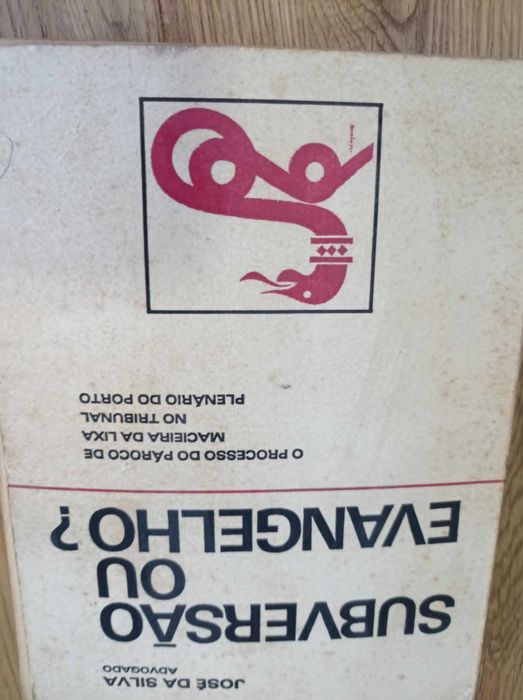 JOSÉ DA SILVA
ADVOGADO
SUBVERSÃO
OU
EVANGELHO?
O PROCESSO DO PÁROCO DE
MACIEIRA DA LIXA
NO TRIBUNAL
PLENÁRIO DO PORTO